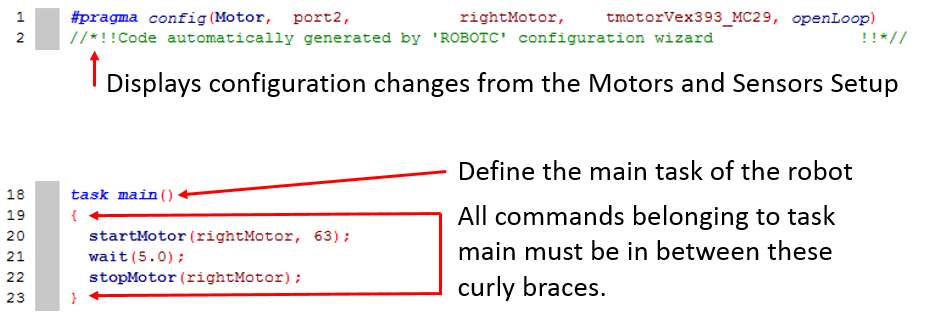 1 #pragma config(Motor, port2, rightMotor, tmotorVex393_MC29, openLoop)
2 //*!!Code automatically generated by 'ROBOTC' configuration wizard !!*//
Displays configuration changes from the Motors and Sensors Setup
Define the main task of the robot
18 task main()
19 {
20 startMotor(rightMotor, 63);
21 wait(5.0);
22 stopMotor(rightMotor);
23 }
All commands belonging to task
main must be in between these
curly braces.